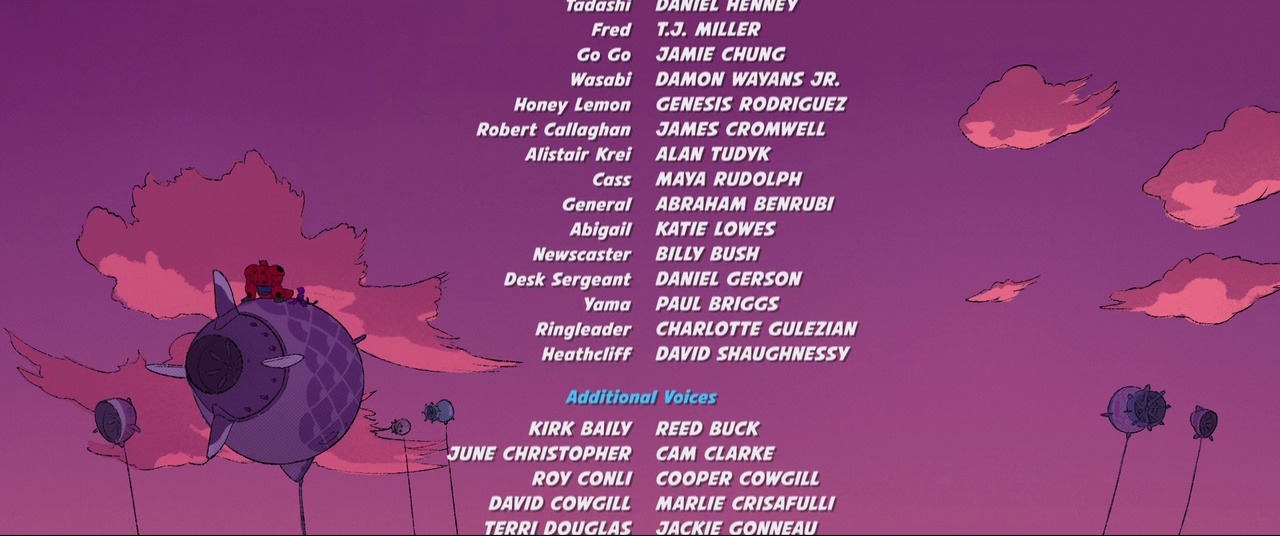 Tadashi DANIEL HENNEY
Fred T.J. MILLER
Go Go JAMIE CHUNG
Wasabi DAMON WAYANS JR.
Honey Lemon GENESIS RODRIGUEZ
Robert Callaghan JAMES CROMWELL
Alistair Krei ALAN TUDYK
Cass MAYA RUDOLPH
General ABRAHAM BENRUBI
Abigail KATIE LOWES
Newscaster BILLY BUSH
Desk Sergeant DANIEL GERSON
Yama PAUL BRIGGS
Ringleader CHARLOTTE GULEZIAN
Heathcliff DAVID SHAUGHNESSY
Additional Voices
KIRK BAILY REED BUCK
JUNE CHRISTOPHER CAM CLARKE
ROY CONLI COOPER COWGILL
DAVID COWGILL MARLIE CRISAFULLI
TERRI DOUGLAS JACKIE GONNEAU